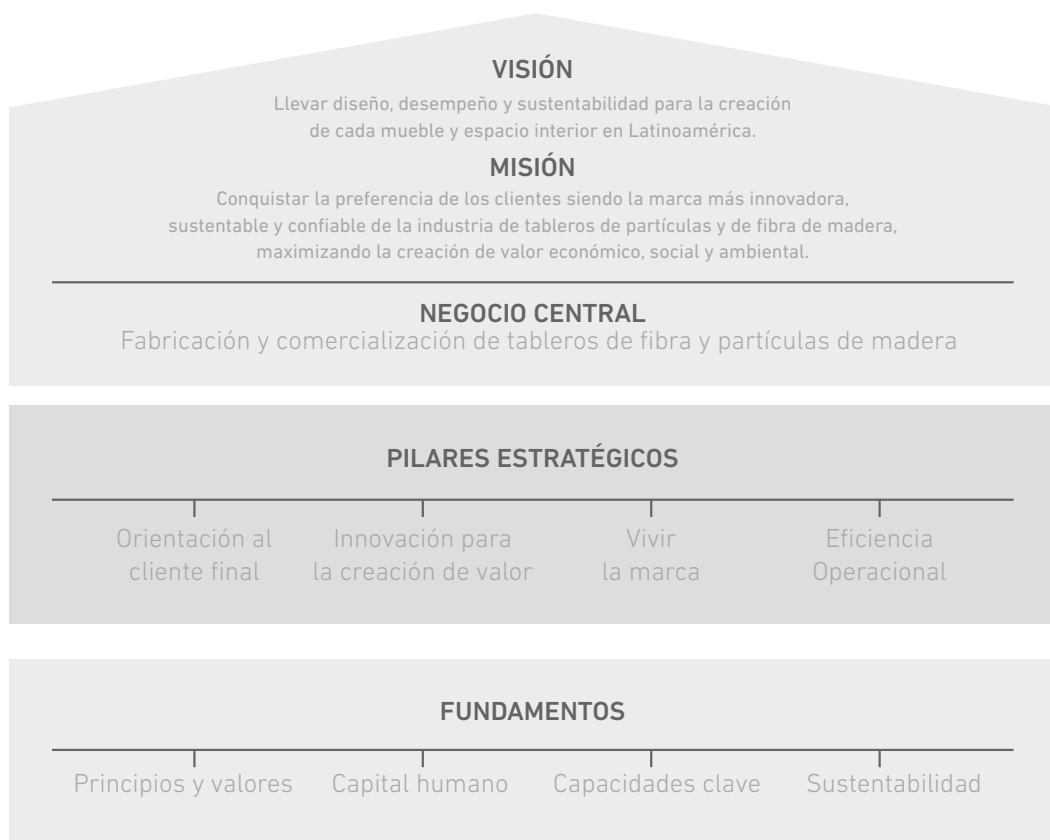 VISIÓN
Llevar diseño, desempeño y sustentabilidad para la creación
de cada mueble y espacio interior en Latinoamérica.
MISIÓN
Conquistar la preferencia de los clientes siendo la marca más innovadora,
sustentable y confiable de la industria de tableros de partículas y de fibra de madera,
maximizando la creación de valor económico, social y ambiental.
NEGOCIO CENTRAL
Fabricación y comercialización de tableros de fibra y partículas de madera
PILARES ESTRATÉGICOS
Orientación al
cliente final
Innovación para
la creación de valor
Vivir
la marca
Eficiencia
Operacional
FUNDAMENTOS
Principios y valores
Capital humano
Capacidades clave
Sustentabilidad